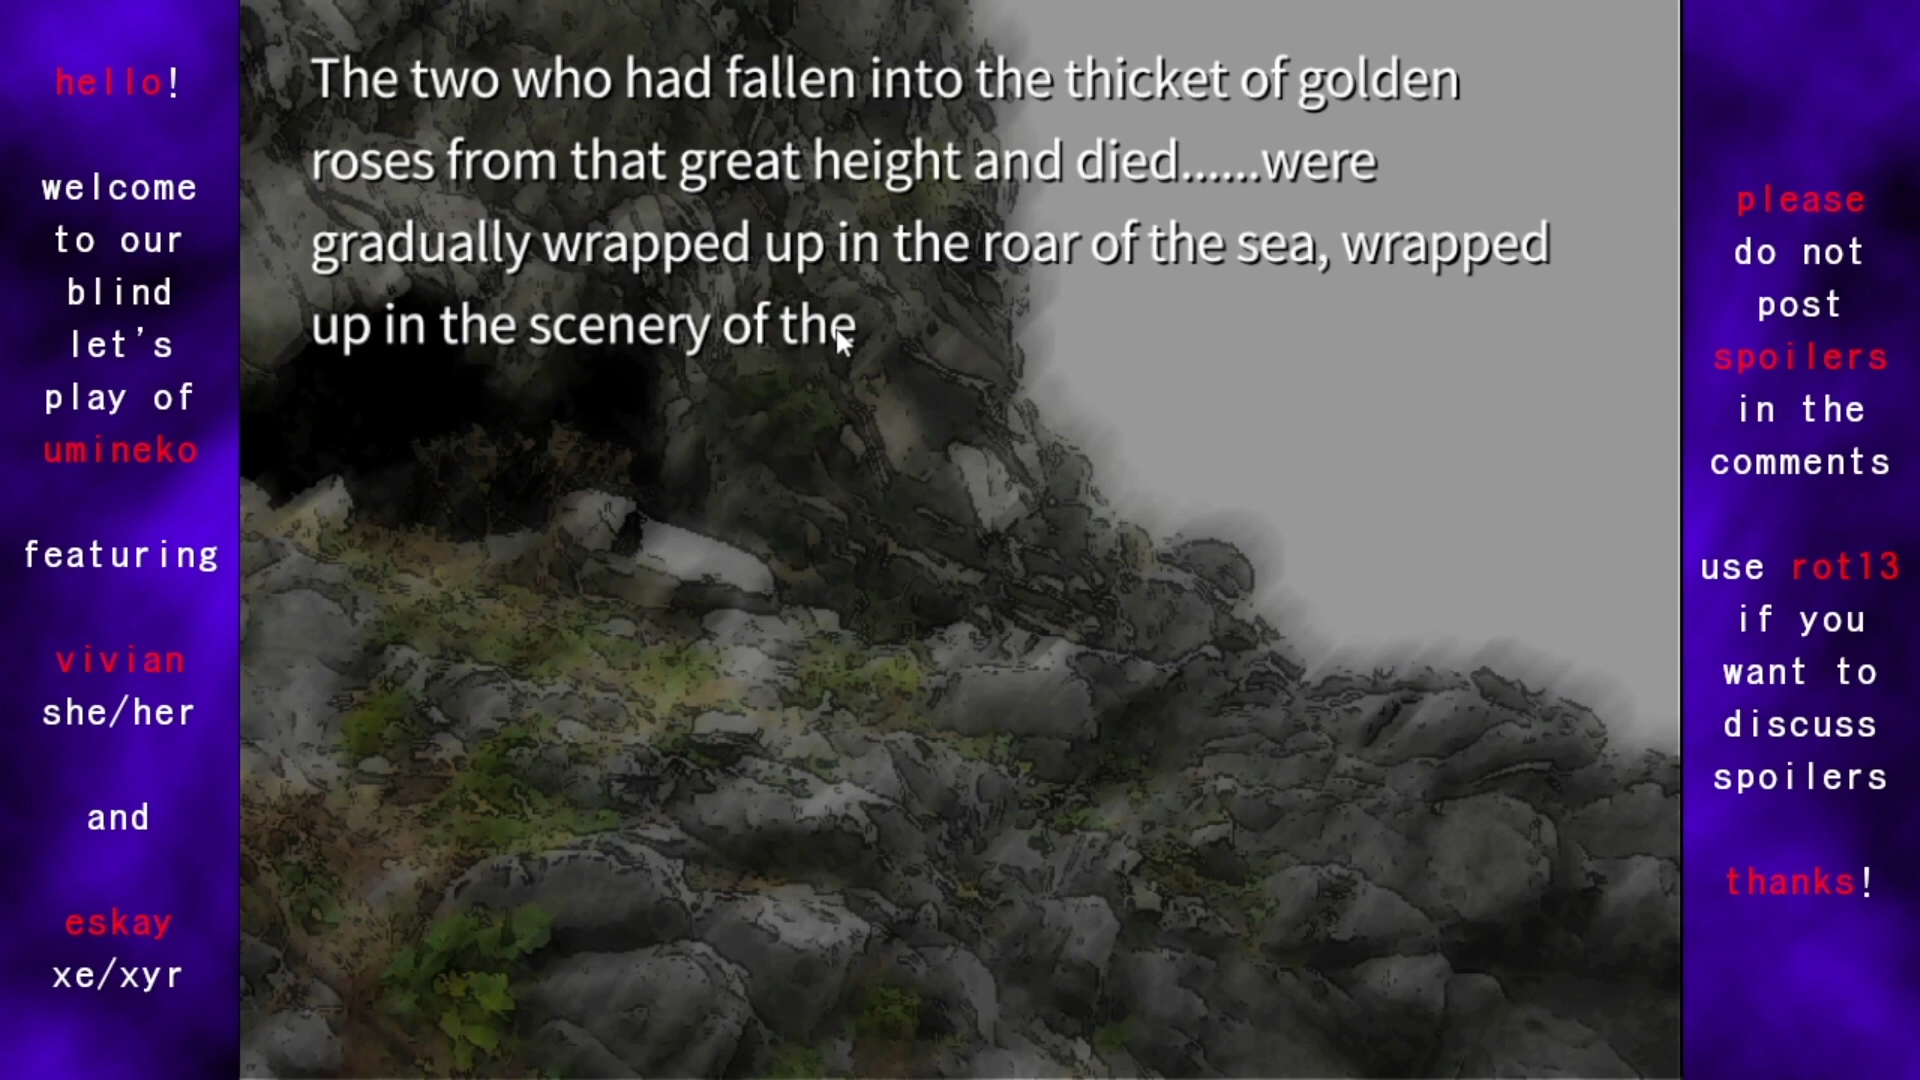 hello!
welcome
to our
blind
let's
play of
umineko
featuring
vivian
she/her
and
eskay
xe/xyr
The two who had fallen into the thicket of golden
roses from that great height and died......were
gradually wrapped up in the roar of the sea, wrapped
up in the scenery of the
please
do not
post
spoilers
in the
comments
use rot13
if you
want to
discuss
spoilers
thanks!